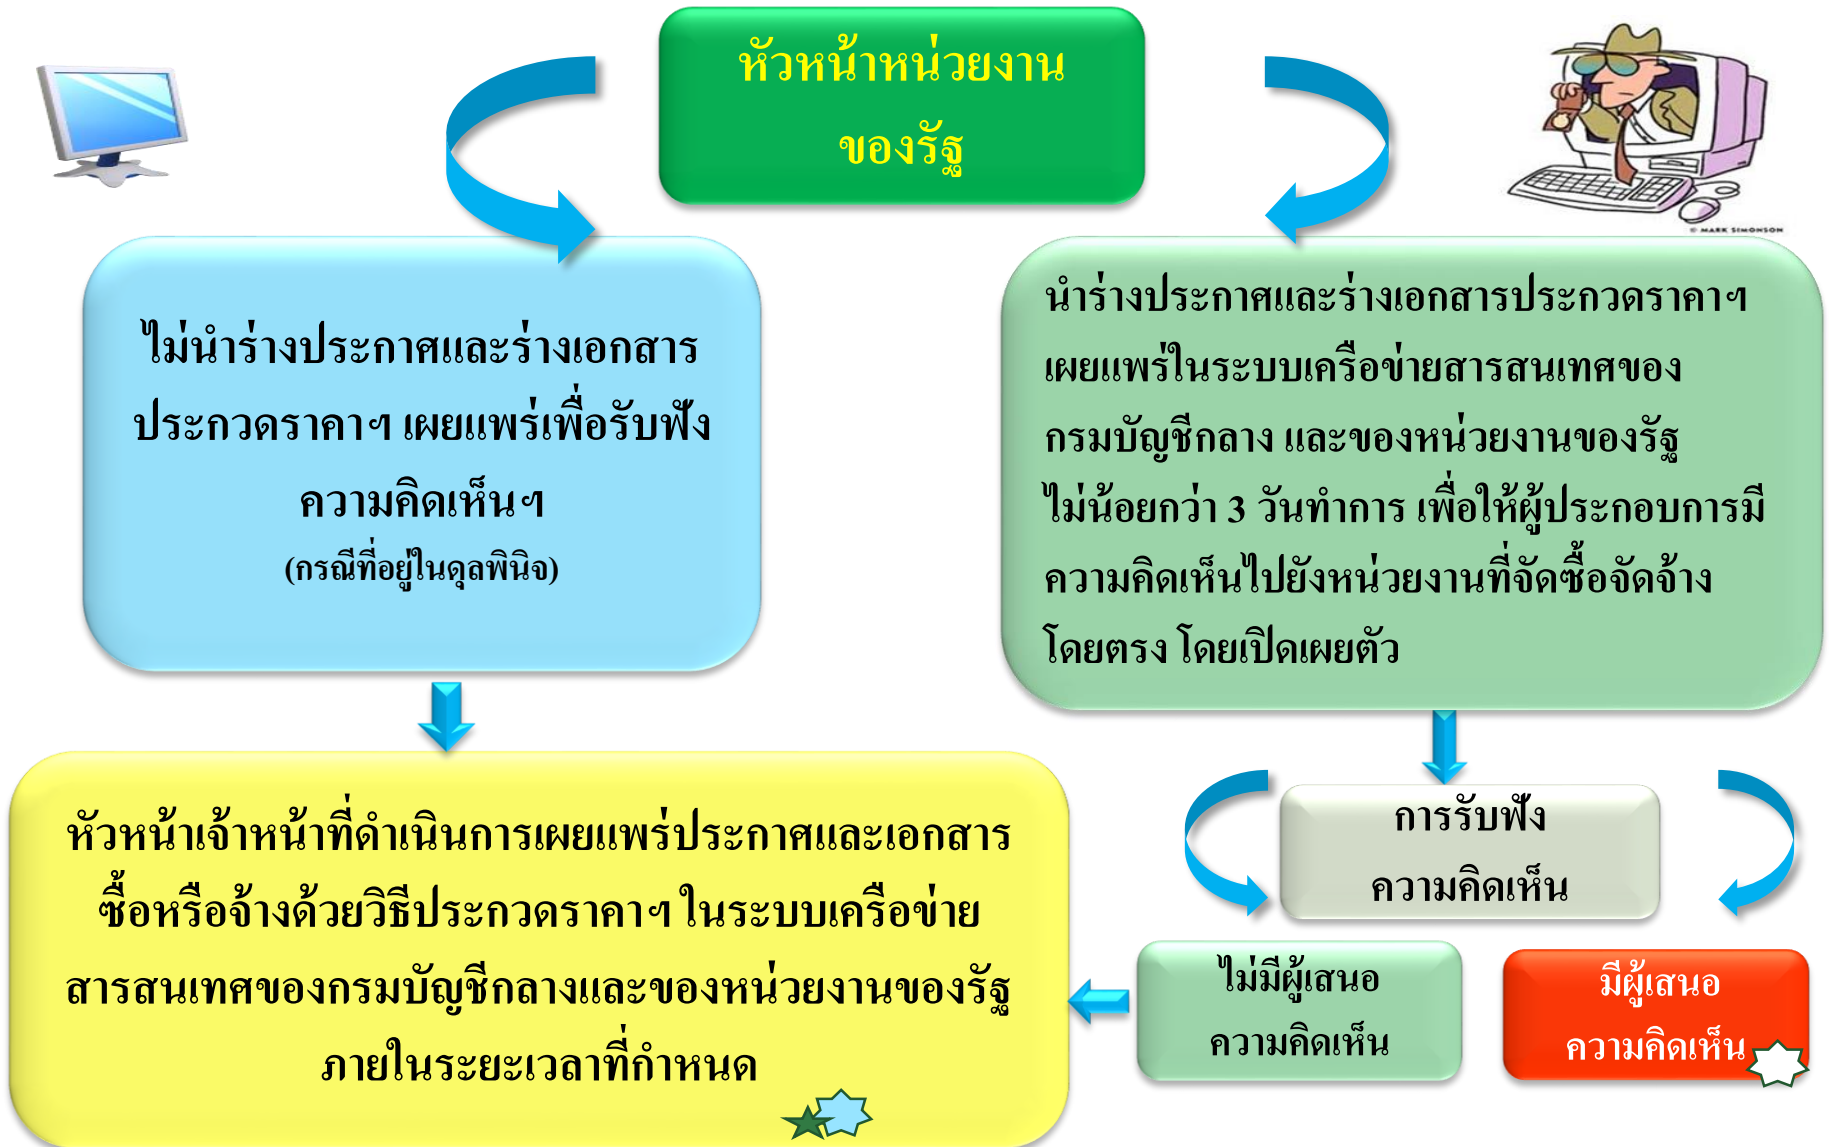 หัวหน้าหน่วยงาน
ของรัฐ
© MARK SIMONSON
ไม่นำร่างประกาศและร่างเอกสาร
ประกวดราคาฯ เผยแพร่เพื่อรับฟัง
ความคิดเห็นฯ
(กรณีที่อยู่ในดุลพินิจ)
นำร่างประกาศและร่างเอกสารประกวดราคาฯ
เผยแพร่ในระบบเครือข่ายสารสนเทศของ
กรมบัญชีกลาง และของหน่วยงานของรัฐ
ไม่น้อยกว่า 3 วันทำการ เพื่อให้ผู้ประกอบการมี
ความคิดเห็นไปยังหน่วยงานที่จัดซื้อจัดจ้าง
โดยตรง โดยเปิดเผยตัว
หัวหน้าเจ้าหน้าที่ดำเนินการเผยแพร่ประกาศและเอกสาร
ซื้อหรือจ้างด้วยวิธีประกวดราคาฯ ในระบบเครือข่าย
สารสนเทศของกรมบัญชีกลางและของหน่วยงานของรัฐ
ภายในระยะเวลาที่กำหนด
การรับฟัง
ความคิดเห็น
ไม่มีผู้เสนอ
ความคิดเห็น
มีผู้เสนอ
ความคิดเห็น